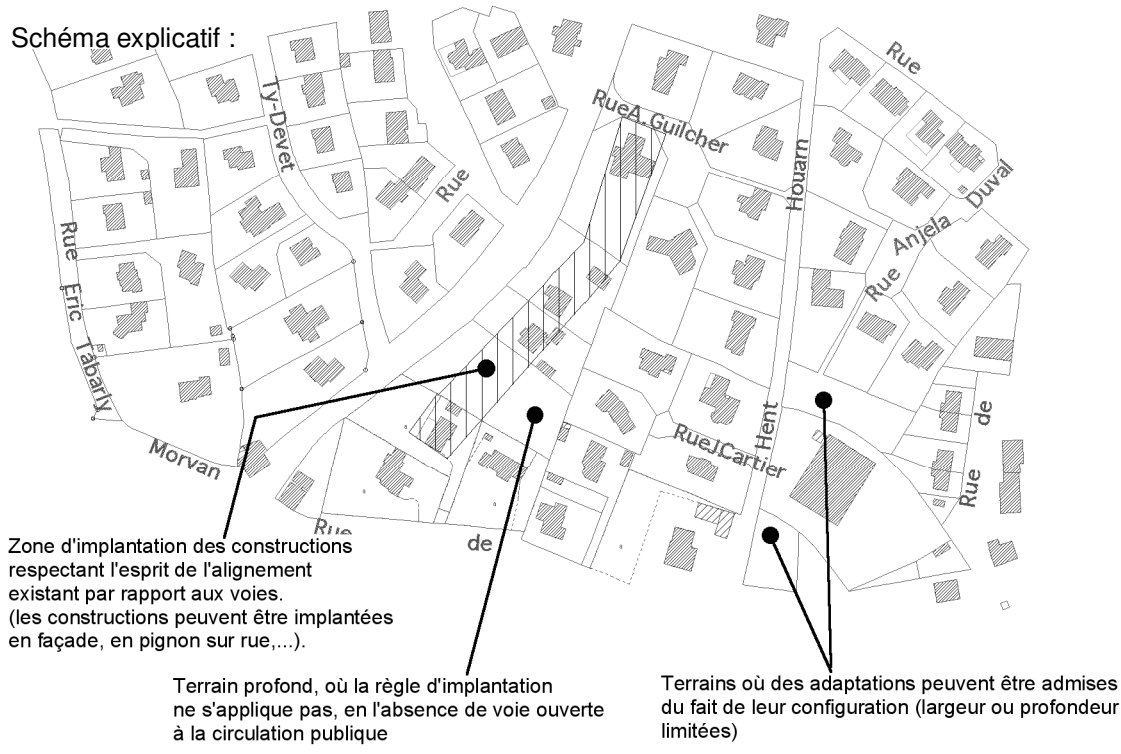 Schéma explicatif :
Rue
Ty-Devet
RueA.Guilcher
Houarn
Duval
Rue
Anjela
Rue
Rue
Eric
Tabarly
Morvan
Rue
de
RueJCartier
Hent
de
Rue
Zone d'implantation des constructions
respectant l'esprit de l'alignement
existant par rapport aux voies.
(les constructions peuvent être implantées
en façade, en pignon sur rue,...).
Terrain profond, où la règle d'implantation
ne s'applique pas, en l'absence de voie ouverte
à la circulation publique
Terrains où des adaptations peuvent être admises
du fait de leur configuration (largeur ou profondeur
limitées)